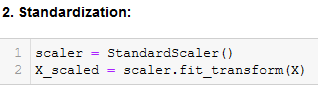 2. Standardization:
1 scaler = StandardScaler()
2 X_scaled = scaler.fit_transform(X)